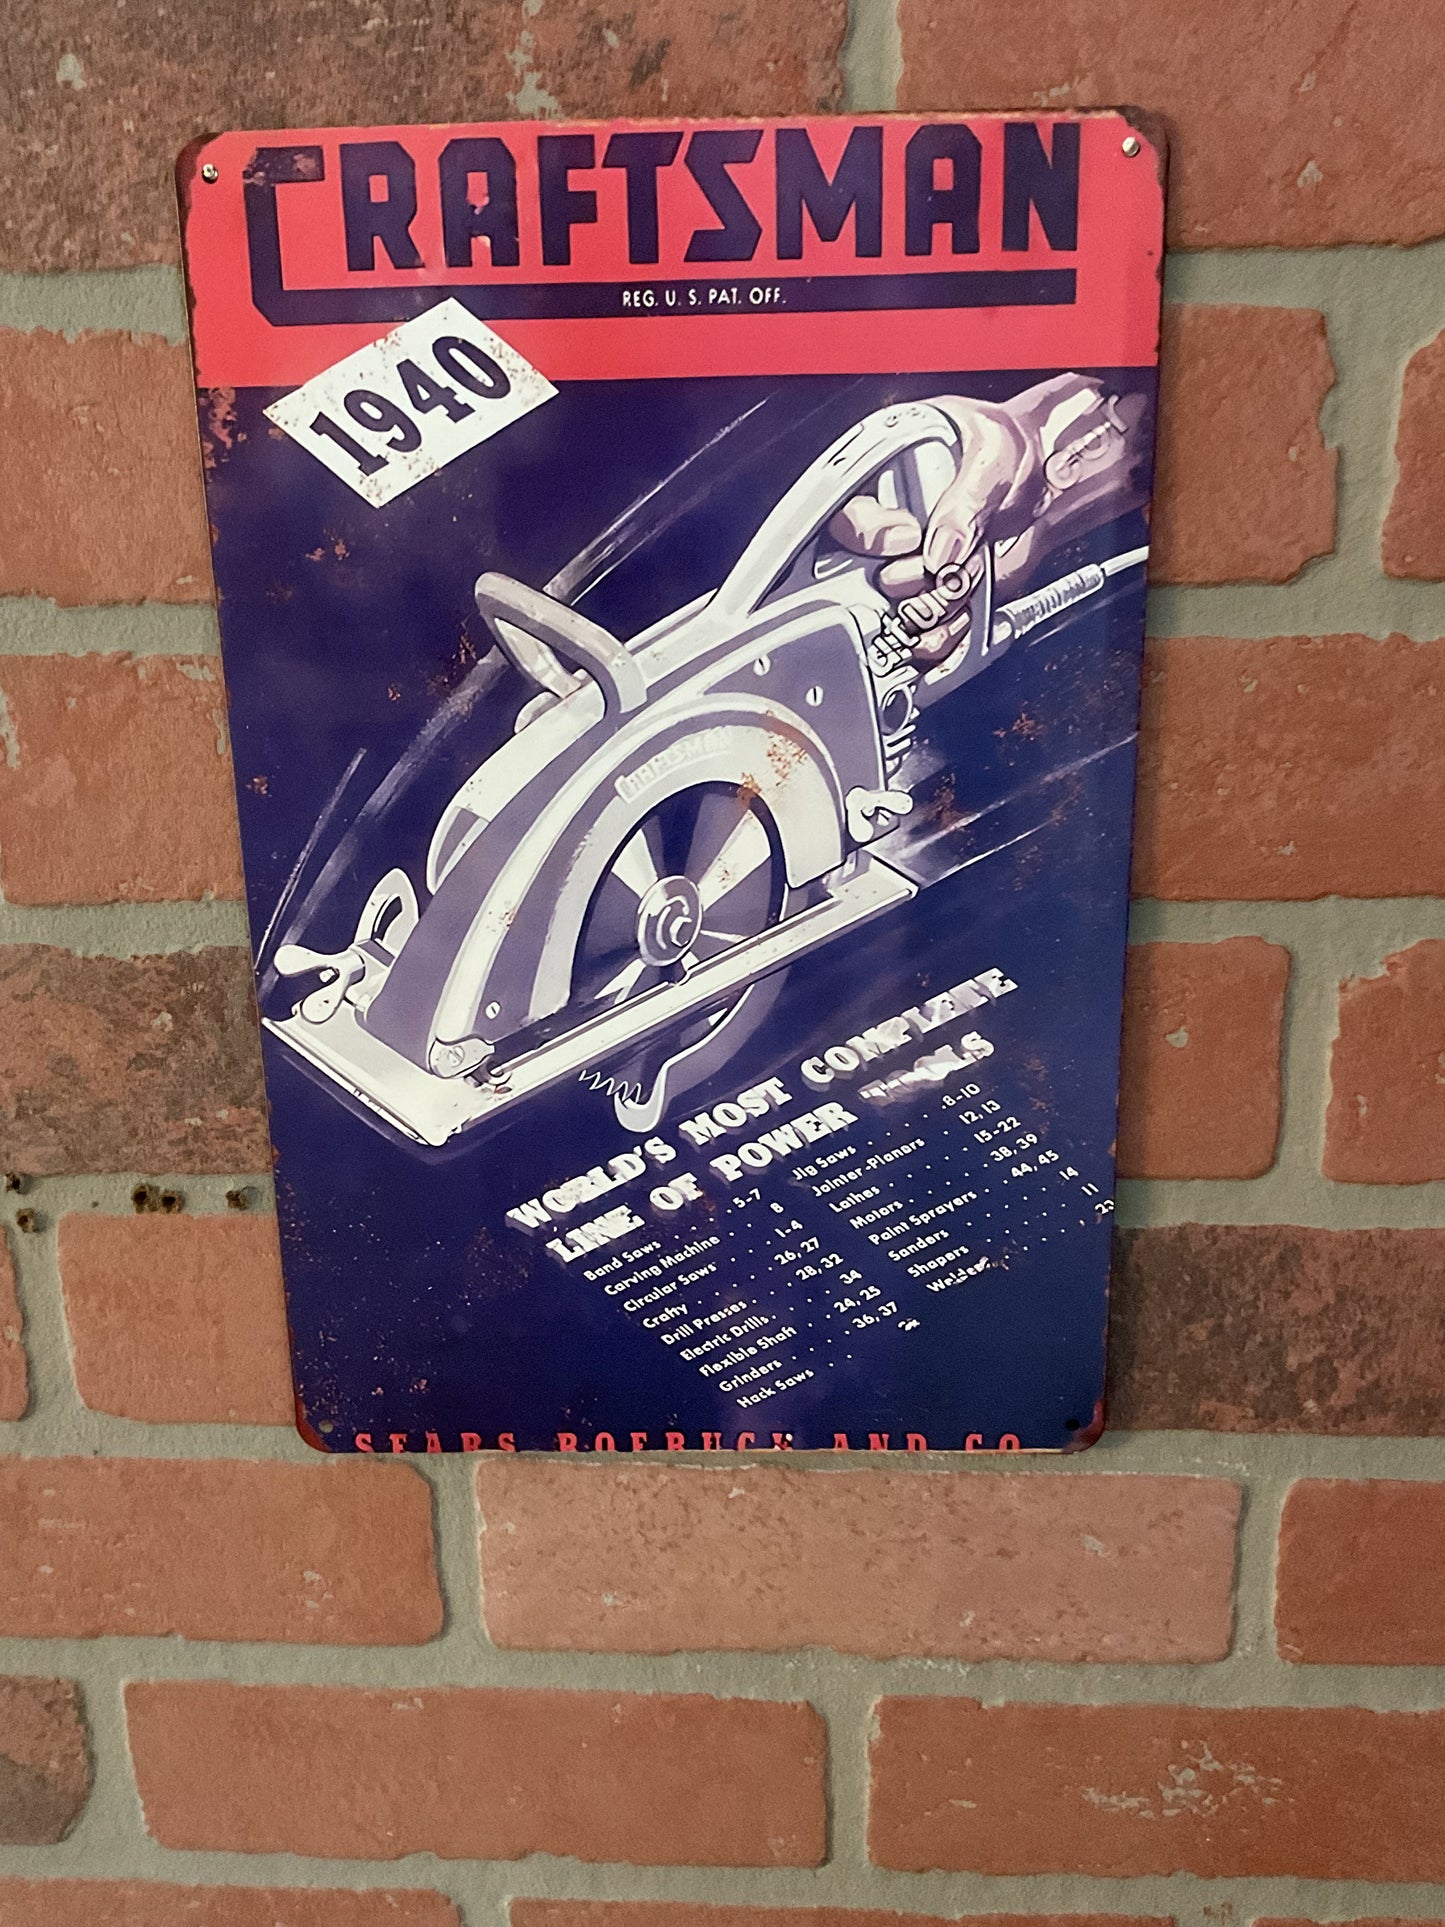 CRAFTSMAN
REG. U. S. PAT. OFF.
1940
CRAFTSMAN
WORLD'S MOST COMPLETE
LINE OF POWER TOOLS
Band Saws . . . . 5-7
Carving Machine . . . 8
Circular Saws . . . . 1-4
Crafty . . . . . 26, 27
Drill Presses . . . 28, 32
Electric Drills . . . . 34
Flexible Shaft . . 24, 25
Grinders . . . . 36, 37
Hack Saws . . .
Jig Saws . . . . . 8-10
Jointer-Planers . . 12, 13
Lathes . . . . . 15-22
Motors . . . . . 38, 39
Paint Sprayers . . 44, 45
Sanders . . . . . 14
Shapers . . . . . 11
Welders . . . . . 23
SEARS, ROEBUCK AND CO.